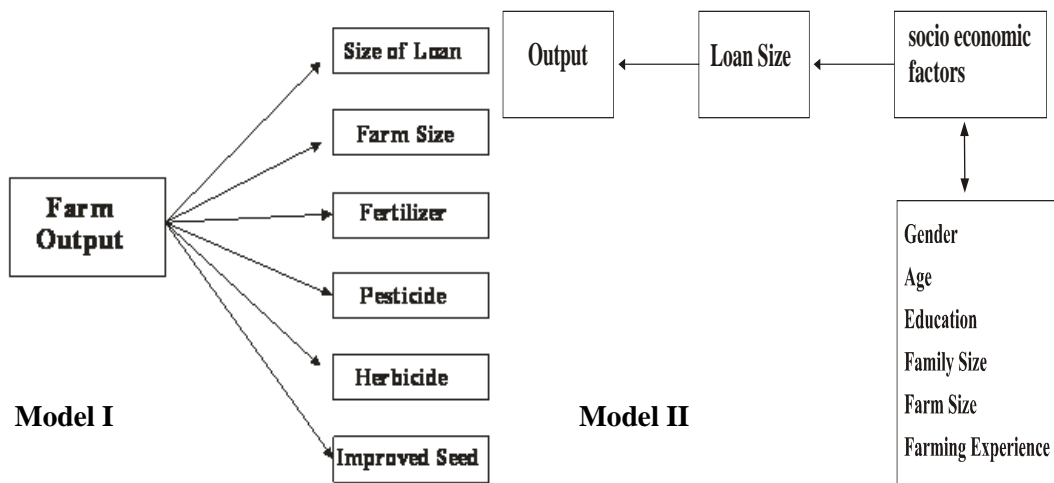 Farm
Output
Size of Loan
Farm Size
Fertilizer
Pesticide
Herbicide
Improved Seed
Model I
Output
Loan Size
socio economic
factors
Gender
Age
Education
Family Size
Farm Size
Farming Experience
Model II